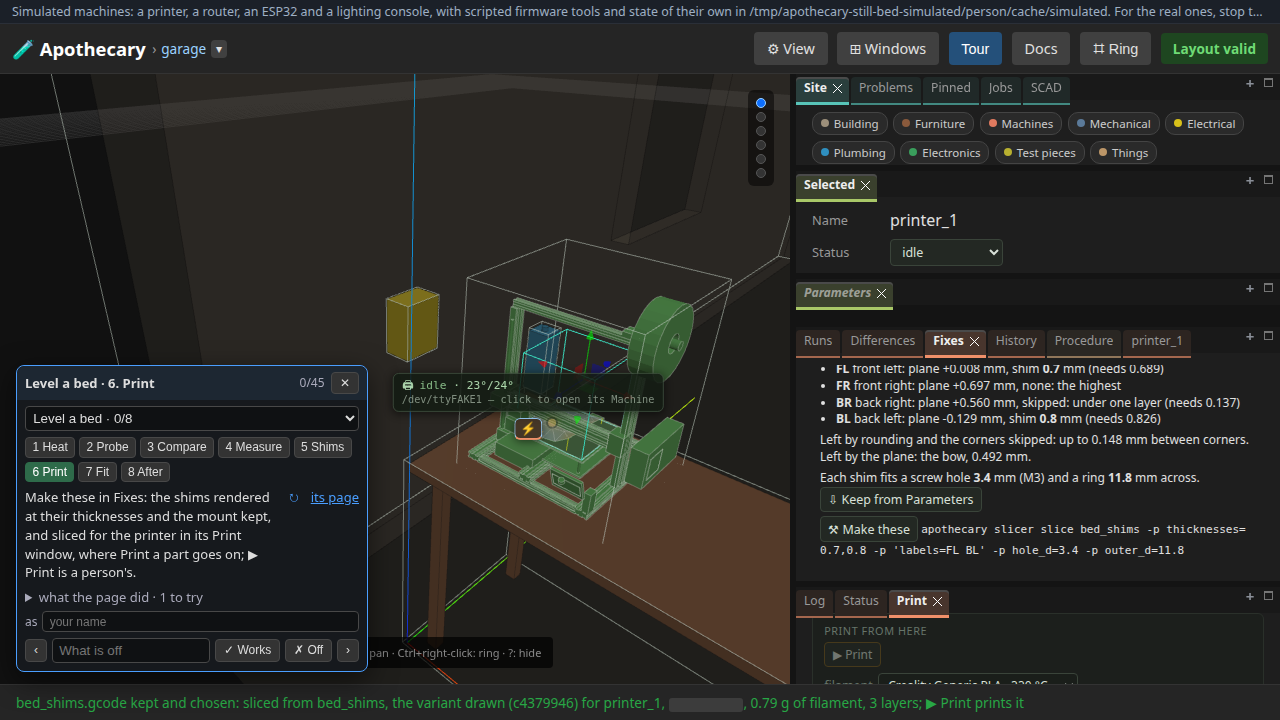 Simulated machines: a printer, a router, an ESP32 and a lighting console, with scripted firmware tools and state of their own in /tmp/apothecary-still-bed-simulated/person/cache/simulated. For the real ones, stop t...
Apothecary › garage ▾
⚙ View
⊞ Windows
Tour
Docs
⌗ Ring
Layout valid
Site
Problems
Pinned
Jobs
SCAD
Building
Furniture
Machines
Mechanical
Electrical
Plumbing
Electronics
Test pieces
Things
Selected
Name printer_1
Status idle
Parameters
Runs
Differences
Fixes
History
Procedure
printer_1
FL front left: plane +0.008 mm, shim 0.7 mm (needs 0.689)
• FR front right: plane +0.697 mm, none: the highest
• BR back right: plane +0.560 mm, skipped: under one layer (needs 0.137)
• BL back left: plane -0.129 mm, shim 0.8 mm (needs 0.826)
Left by rounding and the corners skipped: up to 0.148 mm between corners.
Left by the plane: the bow, 0.492 mm.
Each shim fits a screw hole 3.4 mm (M3) and a ring 11.8 mm across.
⇩ Keep from Parameters
⚒ Make these apothecary slicer slice bed_shims -p thicknesses=
0.7,0.8 -p 'labels=FL BL' -p hole_d=3.4 -p outer_d=11.8
Log
Status
Print
PRINT FROM HERE
▶ Print
idle · 23°/24°
/dev/ttyFAKE1 — click to open its Machine
Level a bed · 6. Print 0/45 ✕
Level a bed · 0/8
1 Heat
2 Probe
3 Compare
4 Measure
5 Shims
6 Print
7 Fit
8 After
Make these in Fixes: the shims rendered
at their thicknesses and the mount kept,
and sliced for the printer in its Print
window, where Print a part goes on; ▶
Print is a person's.
↻ its page
▶ what the page did · 1 to try
as your name
‹ What is off ✓ Works ✗ Off ›
pan · Ctrl+right-click: ring · ?: hide
bed_shims.gcode kept and chosen: sliced from bed_shims, the variant drawn (c4379946) for printer_1, 0.79 g of filament, 3 layers; ▶ Print prints it